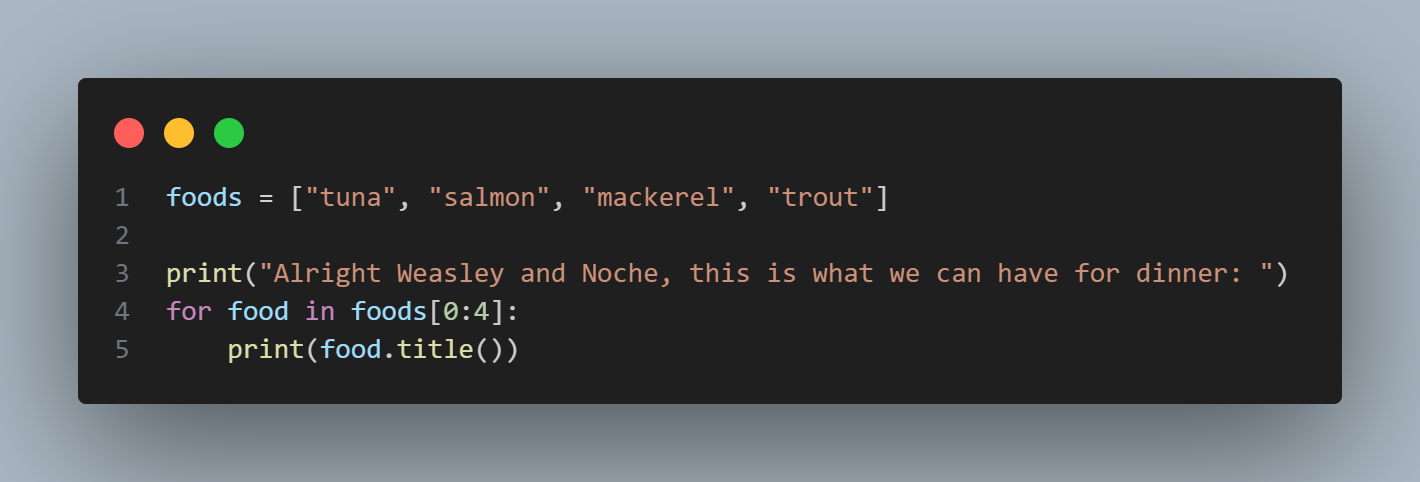 1 foods = ["tuna", "salmon", "mackerel", "trout"]
2
3 print("Alright Weasley and Noche, this is what we can have for dinner: ")
4 for food in foods[0:4]:
5     print(food.title())